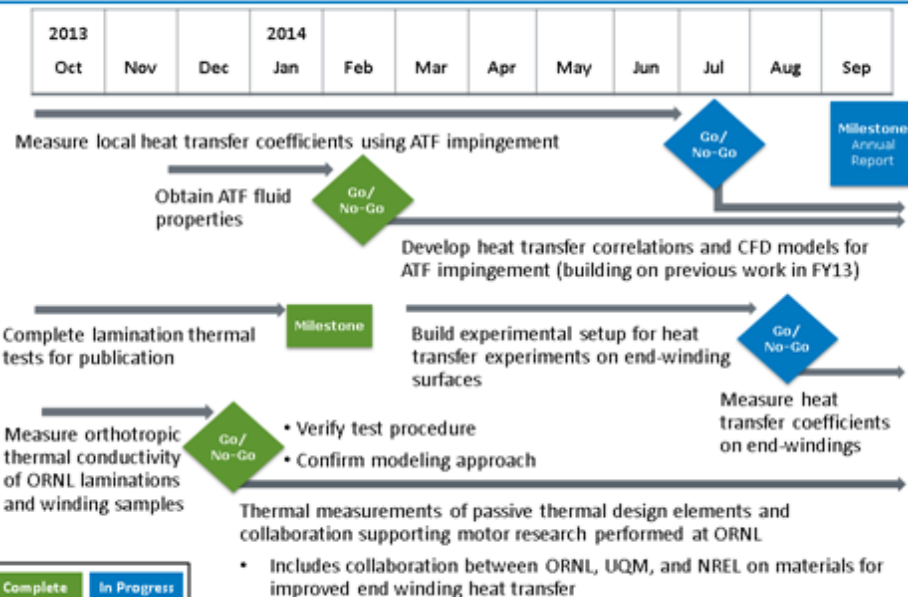 2013
2014
Oct
Nov
Dec
Jan
Feb
Mar
Apr
May
Jun
Jul
Aug
Sep
Measure local heat transfer coefficients using ATF impingement
Go/
No-Go
Milestone
Annual
Report
Obtain ATF fluid
properties
Go/
No-Go
Develop heat transfer correlations and CFD models for
ATF impingement (building on previous work in FY13)
Complete lamination thermal
tests for publication
Milestone
Build experimental setup for heat
transfer experiments on end-winding
surfaces
Go/
No-Go
Measure heat
transfer coefficients
on end-windings
Measure orthotropic
thermal conductivity
of ORNL laminations
and winding samples
Go/
No-Go
• Verify test procedure
• Confirm modeling approach
Thermal measurements of passive thermal design elements and
collaboration supporting motor research performed at ORNL
• Includes collaboration between ORNL, UQM, and NREL on materials for
improved end winding heat transfer
Complete
In Progress